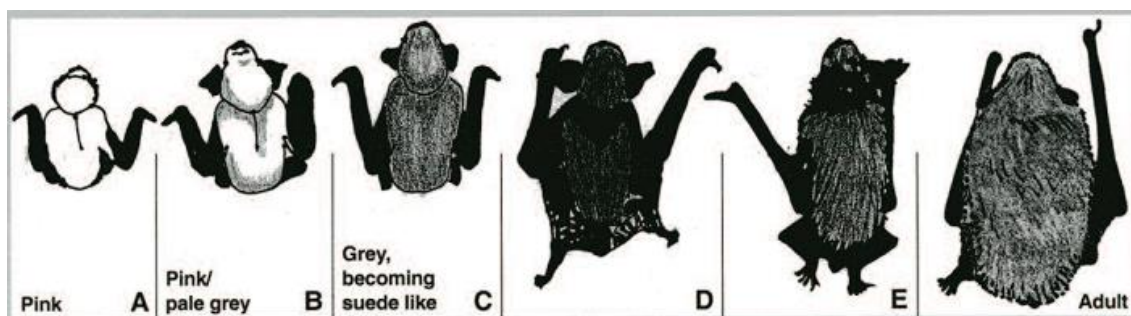 Pink
A
Pink/
pale grey
B
Grey,
becoming
suede like
C
D
E
Adult